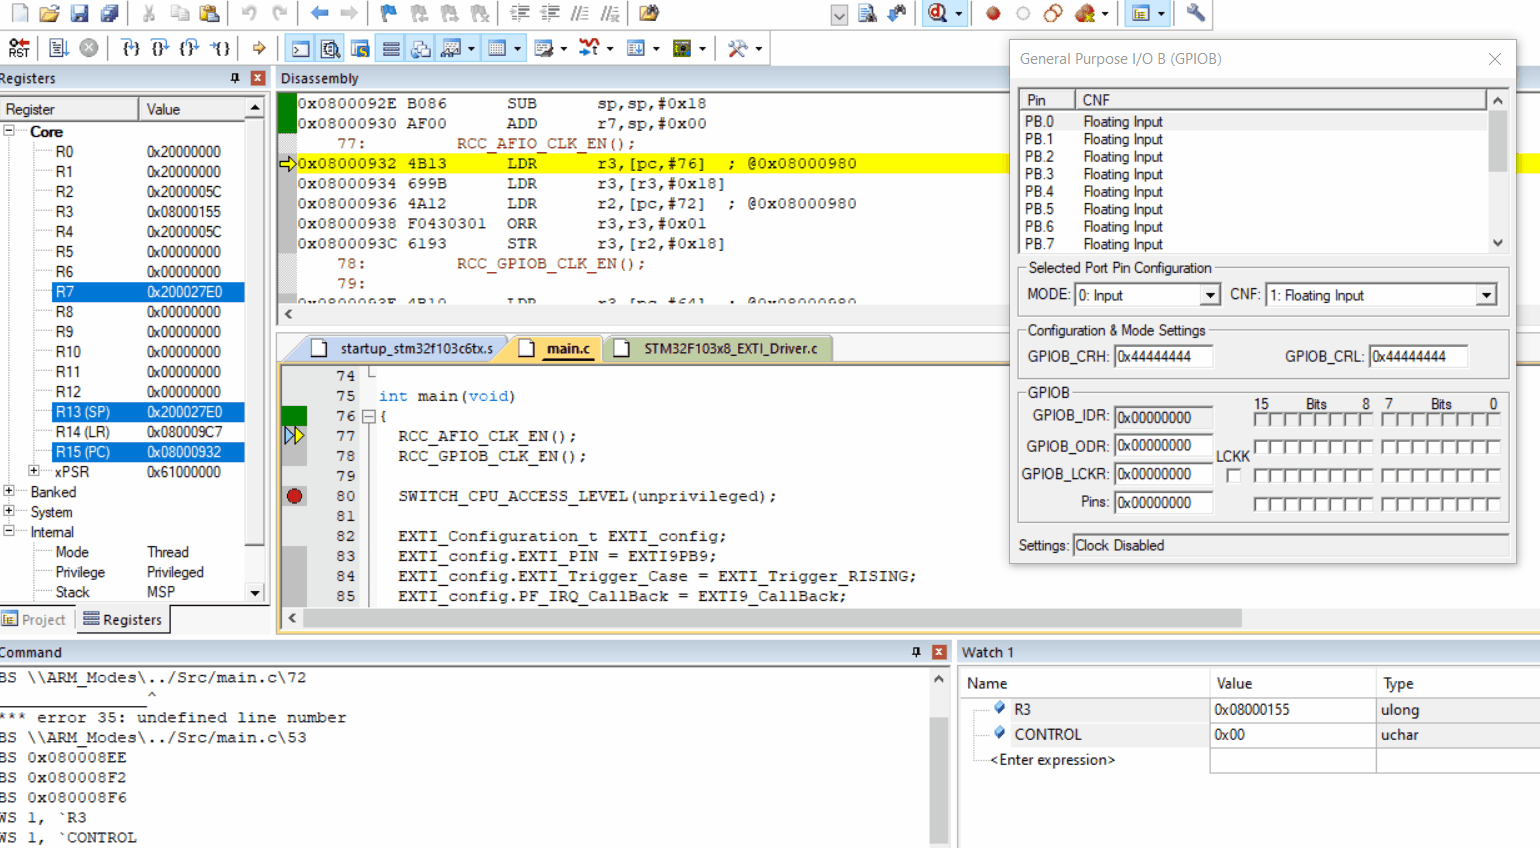 RST
Registers
Register Value
Core
R0 0x20000000
R1 0x20000000
R2 0x2000005C
R3 0x08000155
R4 0x2000005C
R5 0x00000000
R6 0x00000000
R7 0x200027E0
R8 0x00000000
R9 0x00000000
R10 0x00000000
R11 0x00000000
R12 0x00000000
R13 (SP) 0x200027E0
R14 (LR) 0x080009C7
R15 (PC) 0x08000932
xPSR 0x61000000
Banked
System
Internal
Mode Thread
Privilege Privileged
Stack MSP
Project Registers
Disassembly
0x0800092E B086 SUB sp,sp,#0x18
0x08000930 AF00 ADD r7,sp,#0x00
77: RCC_AFIO_CLK_EN();
0x08000932 4B13 LDR r3,[pc,#76] ; @0x08000980
0x08000934 699B LDR r3,[r3,#0x18]
0x08000936 4A12 LDR r2,[pc,#72] ; @0x08000980
0x08000938 F0430301 ORR r3,r3,#0x01
0x0800093C 6193 STR r3,[r2,#0x18]
78: RCC_GPIOB_CLK_EN();
79:
0x0800093E 4B10 LDR r3,[pc,#64] ; @0x08000980
startup_stm32f103c6tx.s main.c STM32F103x8_EXTI_Driver.c
74
75 int main(void)
76 {
77 RCC_AFIO_CLK_EN();
78 RCC_GPIOB_CLK_EN();
79
80 SWITCH_CPU_ACCESS_LEVEL(unprivileged);
81
82 EXTI_Configuration_t EXTI_config;
83 EXTI_config.EXTI_PIN = EXTI9PB9;
84 EXTI_config.EXTI_Trigger_Case = EXTI_Trigger_RISING;
85 EXTI_config.PF_IRQ_CallBack = EXTI9_CallBack;
General Purpose I/O B (GPIOB)
Pin CNF
PB.0 Floating Input
PB.1 Floating Input
PB.2 Floating Input
PB.3 Floating Input
PB.4 Floating Input
PB.5 Floating Input
PB.6 Floating Input
PB.7 Floating Input
Selected Port Pin Configuration
MODE: 0: Input CNF: 1: Floating Input
Configuration & Mode Settings
GPIOB_CRH: 0x44444444 GPIOB_CRL: 0x44444444
GPIOB
15 Bits 8 7 Bits 0
GPIOB_IDR: 0x00000000
GPIOB_ODR: 0x00000000
LCKK
GPIOB_LCKR: 0x00000000
Pins: 0x00000000
Settings: Clock Disabled
Command
BS \\ARM_Modes\../Src/main.c\72
^
*** error 35: undefined line number
BS \\ARM_Modes\../Src/main.c\53
BS 0x080008EE
BS 0x080008F2
BS 0x080008F6
WS 1, `R3
WS 1, `CONTROL
Watch 1
Name Value Type
R3 0x08000155 ulong
CONTROL 0x00 uchar
<Enter expression>